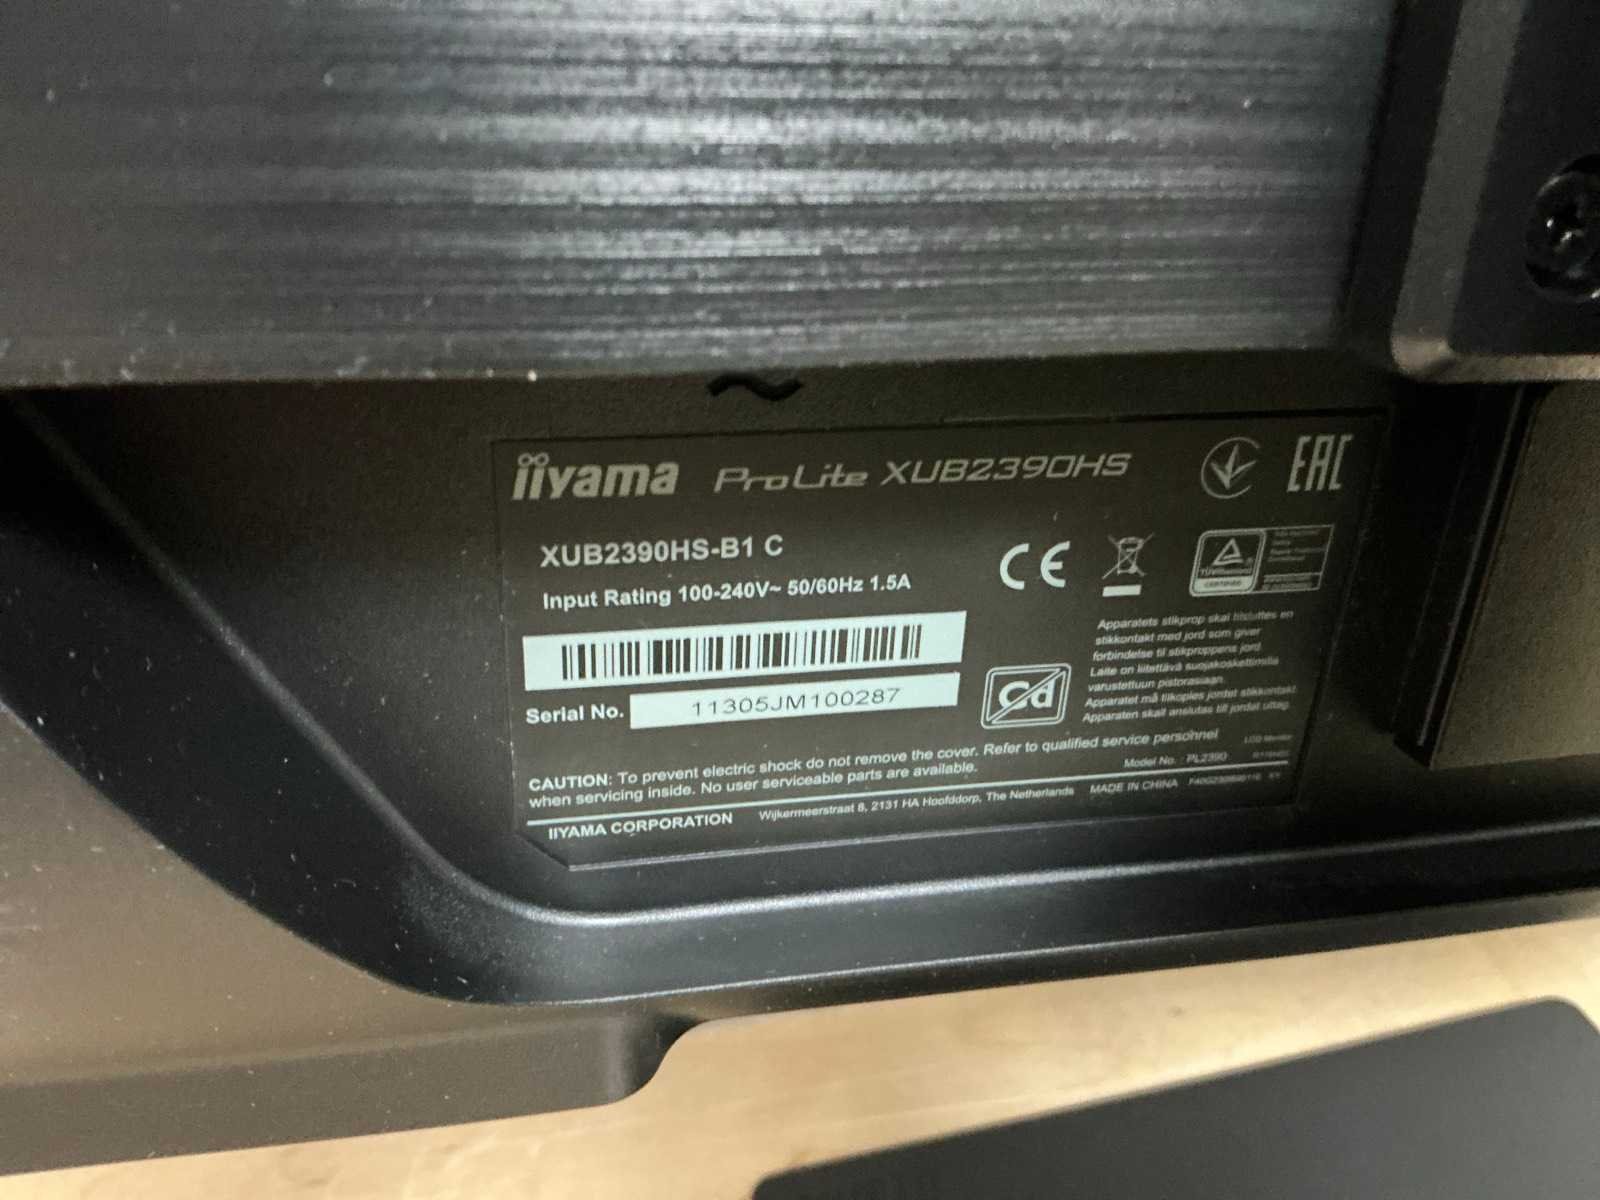 iiyama ProLite XUB2390HS EAC
XUB2390HS-B1 C
Input Rating 100-240V~ 50/60Hz 1.5A
CE
TÜVRheinland
CERTIFIED
Serial No. 11305JM100287
Cd
Apparatets stikprop skal tilsluttes en
stikkontakt med jord som giver
forbindelse til stikproppens jord.
Laite on liitettävä suojakoskettimilla
varustettuun pistorasiaan.
Apparatet må tilkoples jordet stikkontakt.
Apparaten skall anslutas till jordat uttag.
CAUTION: To prevent electric shock do not remove the cover. Refer to qualified service personnel
when servicing inside. No user serviceable parts are available.
LCD Monitor
Model No. : PL2390
IIYAMA CORPORATION Wijkermeerstraat 8, 2131 HA Hoofddorp, The Netherlands MADE IN CHINA